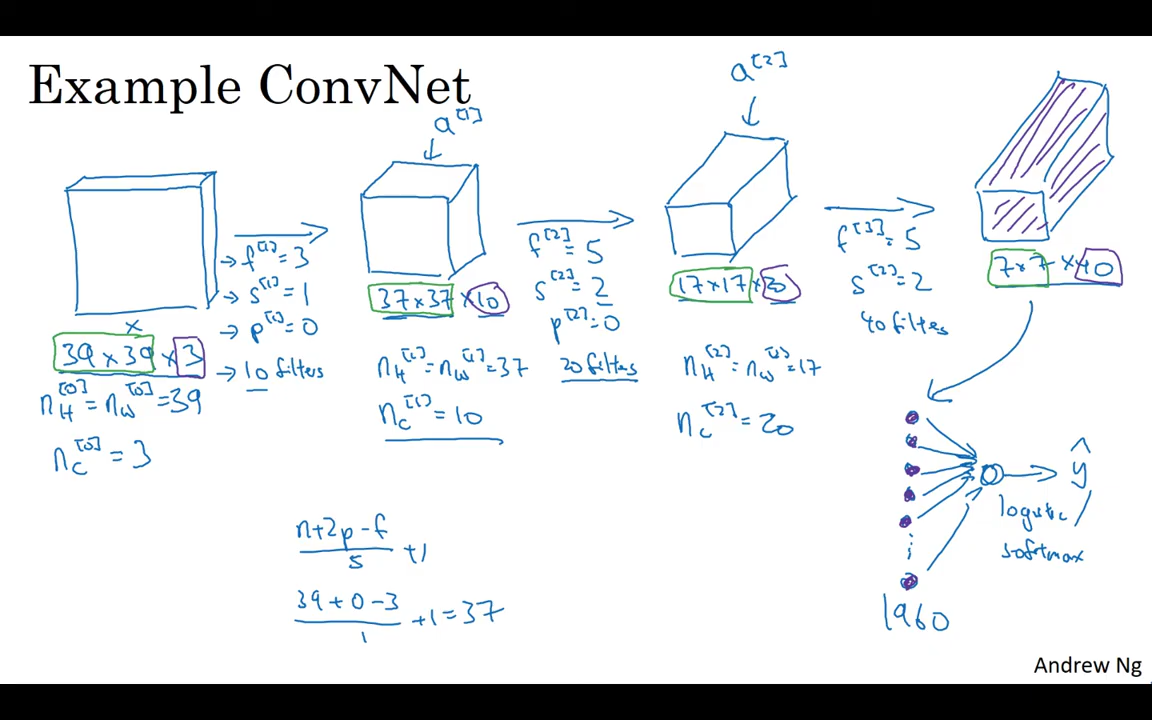 Example ConvNet
x
39 × 39 × 3
n_H^[0] = n_W^[0] = 39
n_C^[0] = 3
→ f^[1] = 3
→ s^[1] = 1
→ p^[1] = 0
→ 10 filters
a^[1]
37×37 ×10
n_H^[1] = n_W^[1] = 37
n_C^[1] = 10
f^[2] = 5
s^[2] = 2
p^[2] = 0
20 filters
a^[2]
17×17 × 20
n_H^[2] = n_W^[2] = 17
n_C^[2] = 20
f^[3] = 5
s^[2] = 2
40 filters
7×7 × 40
n+2p-f / s +1
39+0-3 / 1 +1 = 37
1960
ŷ
logistic /
softmax
Andrew Ng